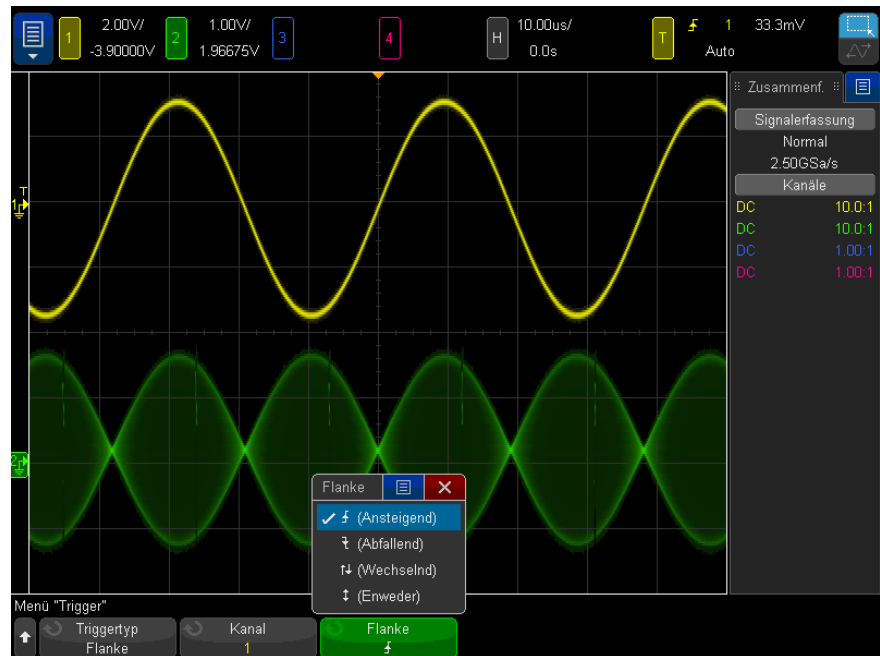 1 2.00V/ 2 1.00V/ 3 4 H 10.00us/ T 1 33.3mV
-3.90000V 1.96675V 0.0s Auto
Zusammenf.
Signalerfassung
Normal
2.50GSa/s
Kanäle
DC 10.0:1
DC 10.0:1
DC 1.00:1
DC 1.00:1
T
1
2
Flanke
(Ansteigend)
(Abfallend)
(Wechselnd)
(Enweder)
Menü "Trigger"
Triggertyp Kanal Flanke
Flanke 1